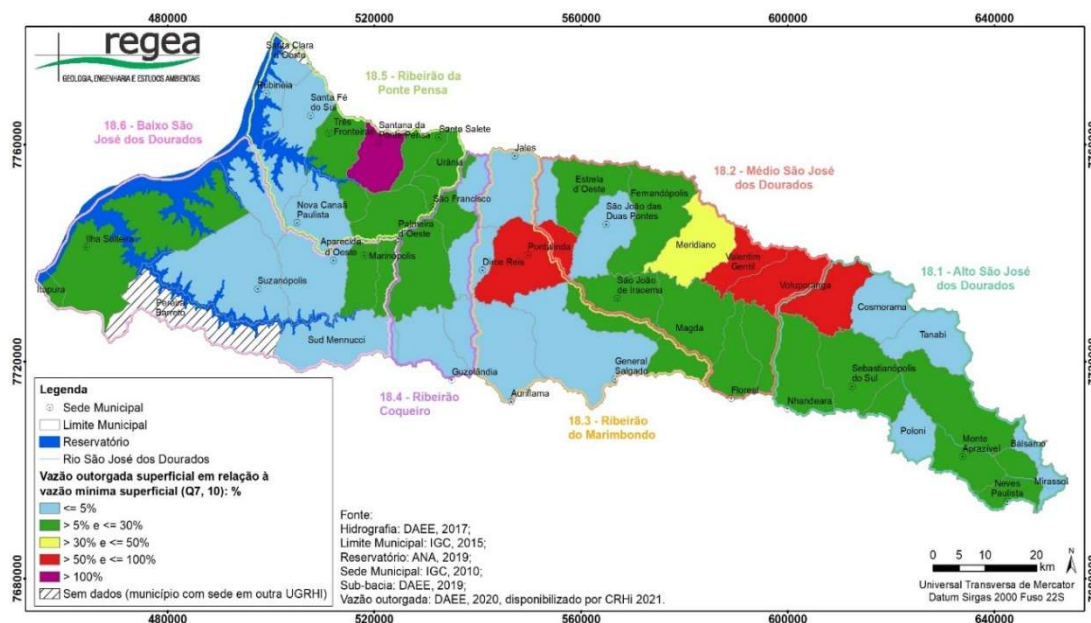 480000
520000
560000
600000
640000
regea
GEOLOGIA, ENGENHARIA E ESTUDOS AMBIENTAIS
Santa Clara
d'Oeste
18.5 - Ribeirão da
Ponte Pensa
Rubinéia
Santa Fé
do Sul
Três
Fronteiras
Santana da
Ponte Pensa
Santa Salete
18.6 - Baixo São
José dos Dourados
7760000
7760000
Urânia
Jales
18.2 - Médio São José
dos Dourados
Estrela
d'Oeste
Fernandópolis
São Francisco
Nova Canaã
Paulista
São João das
Duas Pontes
Palmeira
d'Oeste
Meridiano
Ilha Solteira
Aparecida
d'Oeste
Marinópolis
Dirce Reis
Pontalinda
Valentim
Gentil
18.1 - Alto São José
dos Dourados
Itapura
Suzanópolis
São João
de Iracema
Votuporanga
Cosmorama
Pereira
Barreto
Magda
Tanabi
Sud Mennucci
7720000
General
Salgado
Sebastianópolis
do Sul
Guzolândia
Auriflama
Floreal
Nhandeara
18.4 - Ribeirão
Coqueiro
18.3 - Ribeirão
do Marimbondo
Poloni
Monte
Aprazível
Bálsamo
Mirassol
Neves
Paulista
Legenda
Sede Municipal
Limite Municipal
Reservatório
Rio São José dos Dourados
Vazão outorgada superficial em relação à
vazão mínima superficial (Q7, 10): %
<= 5%
> 5% e <= 30%
> 30% e <= 50%
> 50% e <= 100%
> 100%
Sem dados (município com sede em outra UGRHI)
Fonte:
Hidrografia: DAEE, 2017;
Limite Municipal: IGC, 2015;
Reservatório: ANA, 2019;
Sede Municipal: IGC, 2010;
Sub-bacia: DAEE, 2019;
Vazão outorgada: DAEE, 2020, disponibilizado por CRHi 2021.
0 5 10 20
km
N
Universal Transversa de Mercator
Datum Sirgas 2000 Fuso 22S
7680000
480000
520000
560000
600000
640000